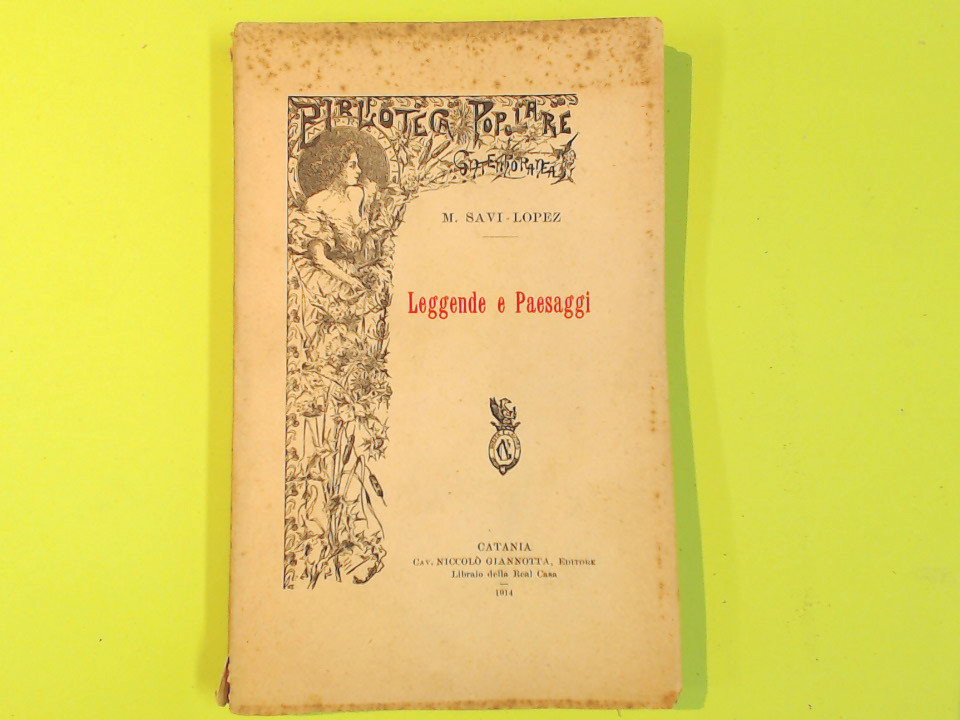 BIBLIOTECA POPOLARE
CONTEMPORANEA
M. SAVI-LOPEZ
Leggende e Paesaggi
CATANIA
CAV. NICCOLÒ GIANNOTTA, EDITORE
Libraio della Real Casa
1914